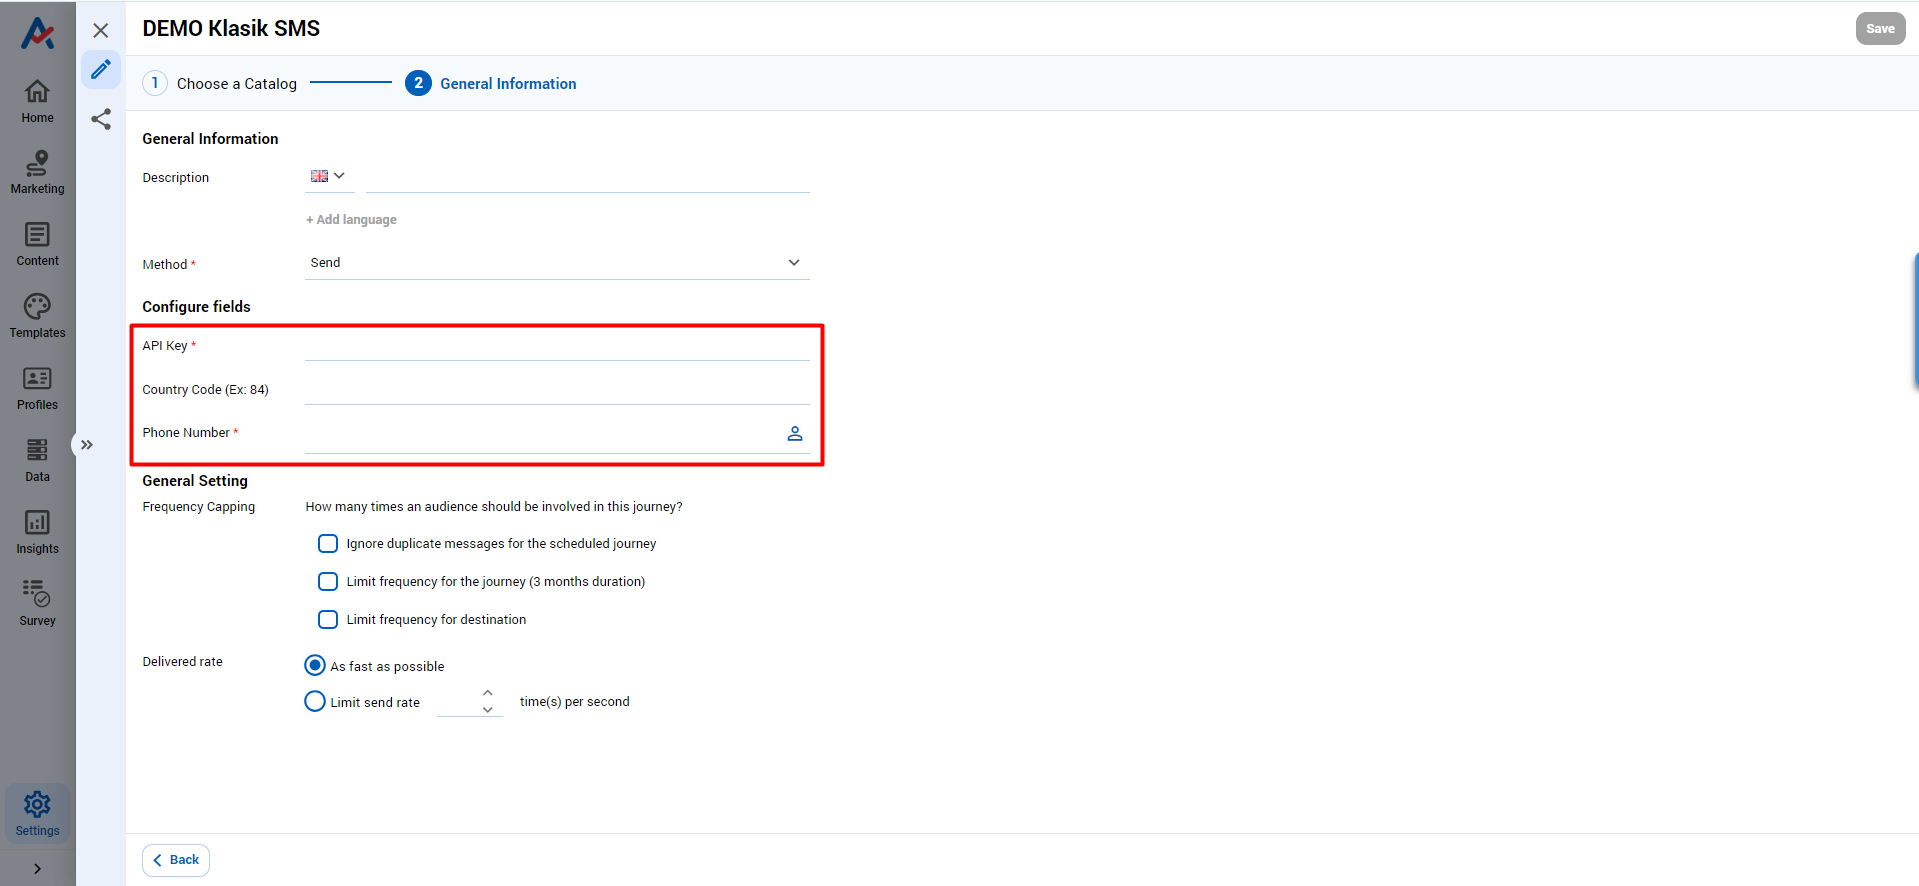 DEMO Klasik SMS
Save
1 Choose a Catalog 2 General Information
Home
Marketing
Content
Templates
Profiles
Data
Insights
Survey
Settings
General Information
Description
+ Add language
Method * Send
Configure fields
API Key *
Country Code (Ex: 84)
Phone Number *
General Setting
Frequency Capping How many times an audience should be involved in this journey?
Ignore duplicate messages for the scheduled journey
Limit frequency for the journey (3 months duration)
Limit frequency for destination
Delivered rate As fast as possible
Limit send rate time(s) per second
Back